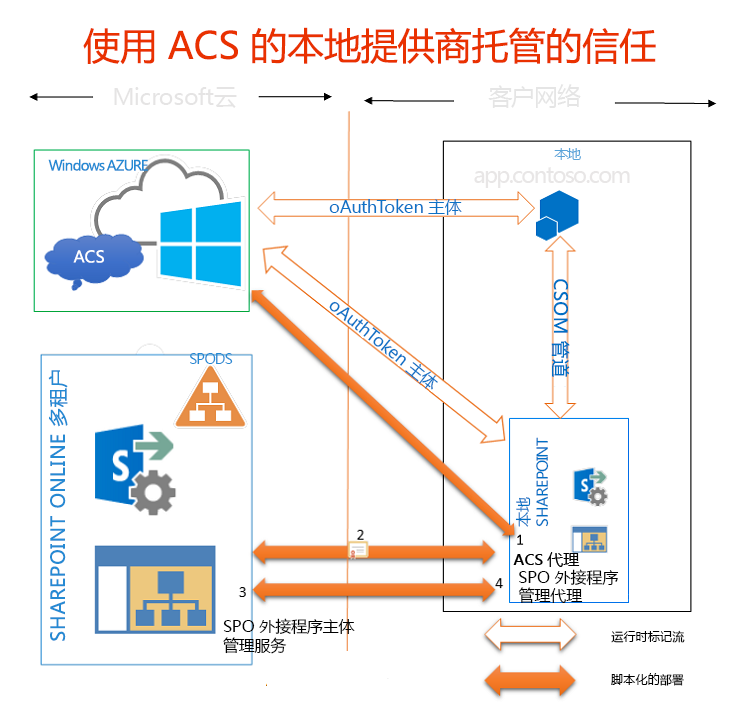 使用 ACS 的本地提供商托管的信任
Microsoft云
客户网络
Windows AZURE
ACS
本地
app.contoso.com
oAuthToken 主体
oAuthToken 主体
CSOM 管道
SPODS
SHAREPOINT ONLINE 多租户
S
本地
SHAREPOINT
S
1
ACS 代理
SPO 外接程序
管理代理
2
3
4
SPO 外接程序主体
管理服务
运行时标记流
脚本化的部署